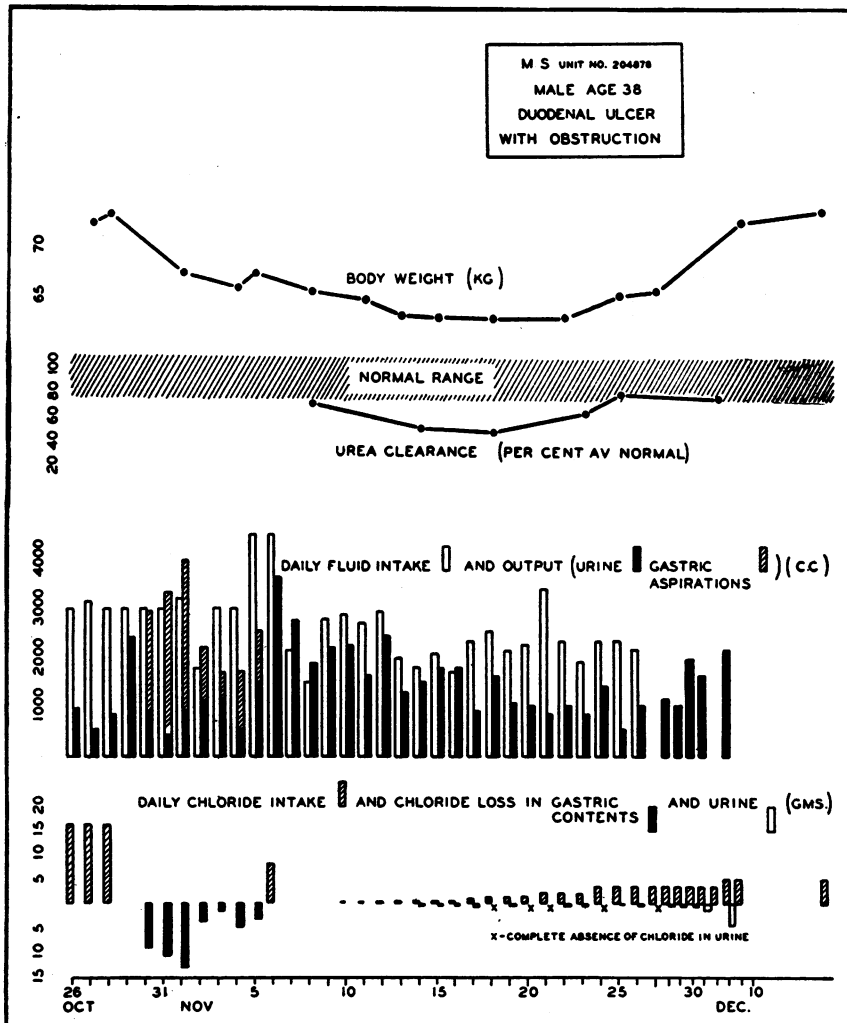 M S UNIT NO. 204878
MALE AGE 38
DUODENAL ULCER
WITH OBSTRUCTION
70
65
BODY WEIGHT (KG)
100
80
60
40
20
NORMAL RANGE
UREA CLEARANCE (PER CENT AV NORMAL)
4000
3000
2000
1000
DAILY FLUID INTAKE AND OUTPUT (URINE GASTRIC ASPIRATIONS) (C.C)
DAILY CHLORIDE INTAKE AND CHLORIDE LOSS IN GASTRIC CONTENTS AND URINE (GMS.)
20
15
10
5
5
10
15
X-COMPLETE ABSENCE OF CHLORIDE IN URINE
26 31 5 10 15 20 25 30 10
OCT NOV DEC.